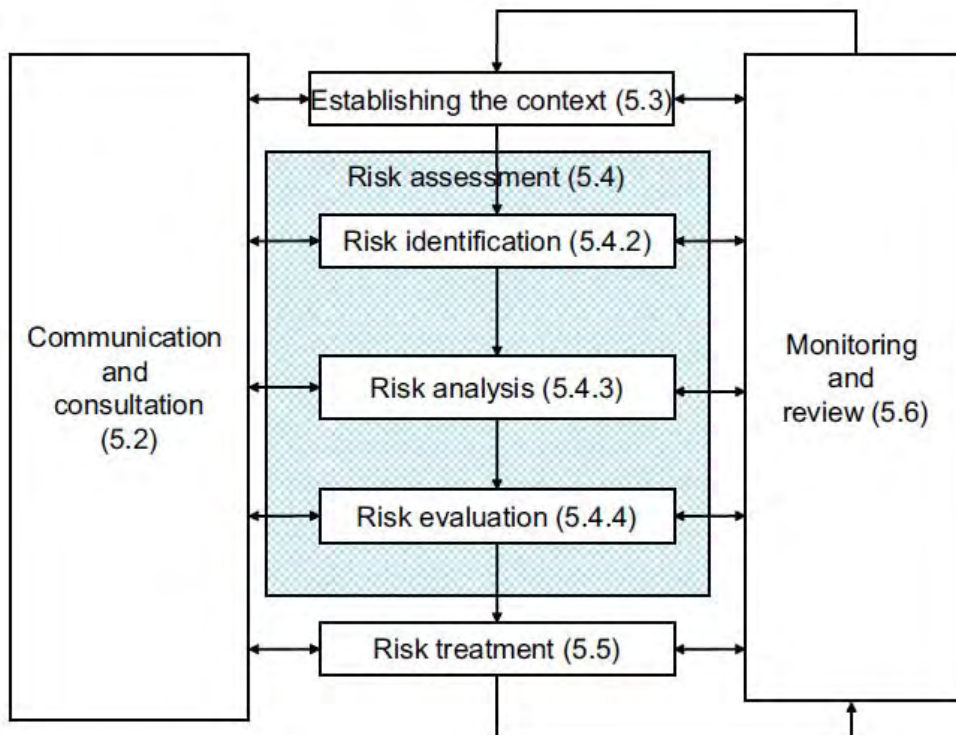 Establishing the context (5.3)
Risk assessment (5.4)
Risk identification (5.4.2)
Communication
and
consultation
(5.2)
Risk analysis (5.4.3)
Monitoring
and
review (5.6)
Risk evaluation (5.4.4)
Risk treatment (5.5)